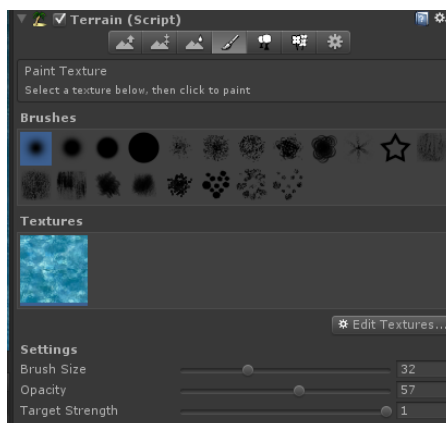 Terrain (Script)
Paint Texture
Select a texture below, then click to paint
Brushes
Textures
Edit Textures...
Settings
Brush Size 32
Opacity 57
Target Strength 1